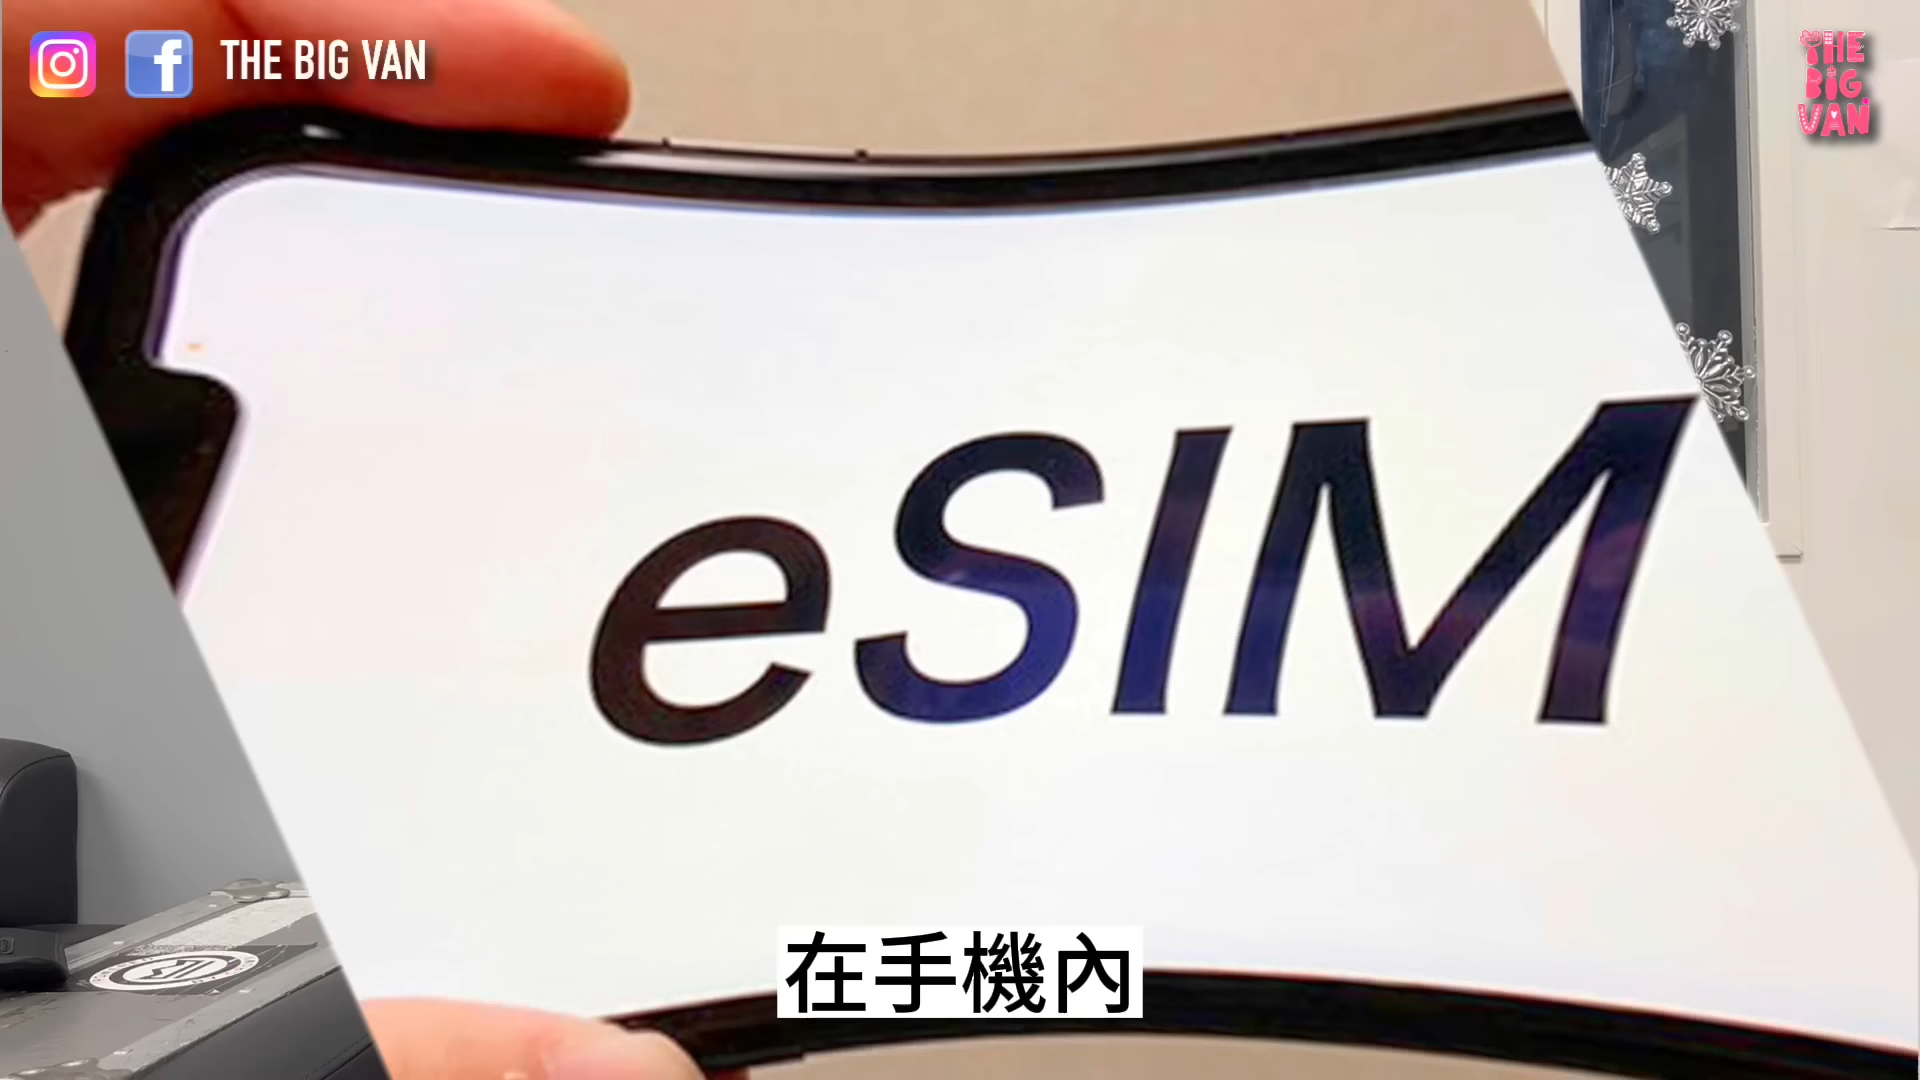 THE BIG VAN
THE
BIG
VAN
eSIM
在手機內